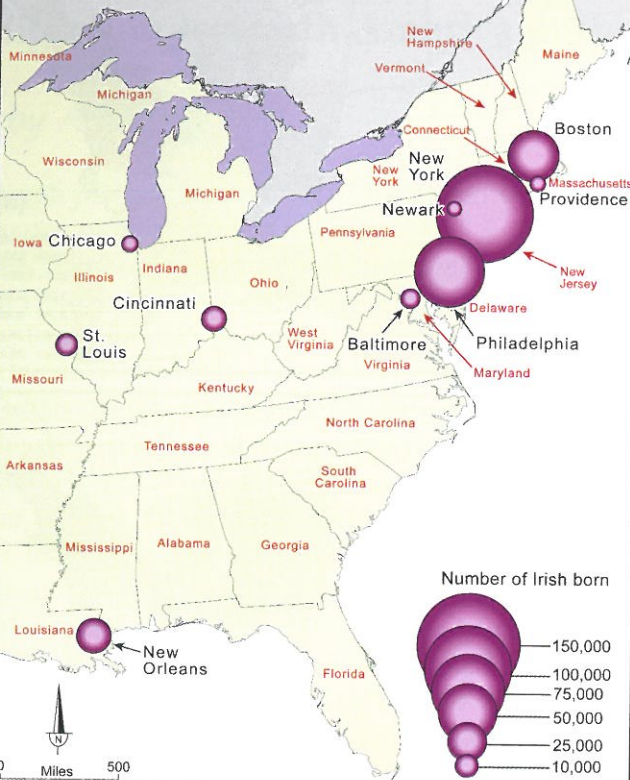 New
Hampshire
Minnesota
Maine
Vermont
Michigan
Connecticut
Boston
Wisconsin
New
York
New
York
Massachusetts
Michigan
Providence
Newark
Iowa
Chicago
Pennsylvania
Illinois
Indiana
Ohio
New
Jersey
Cincinnati
Delaware
St.
Louis
West
Virginia
Baltimore
Philadelphia
Virginia
Maryland
Missouri
Kentucky
North Carolina
Tennessee
Arkansas
South
Carolina
Mississippi
Alabama
Georgia
Number of Irish born
Louisiana
150,000
New
Orleans
100,000
Florida
75,000
50,000
25,000
N
10,000
0 500
Miles